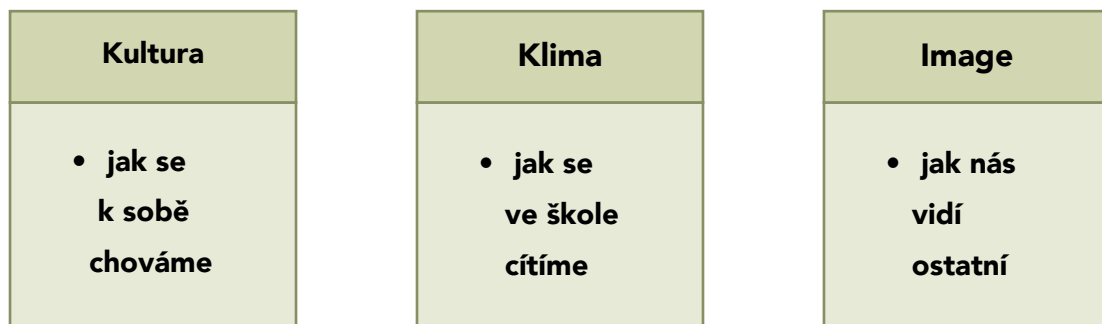 Kultura
• jak se
k sobě
chováme
Klima
• jak se
ve škole
cítíme
Image
• jak nás
vidí
ostatní